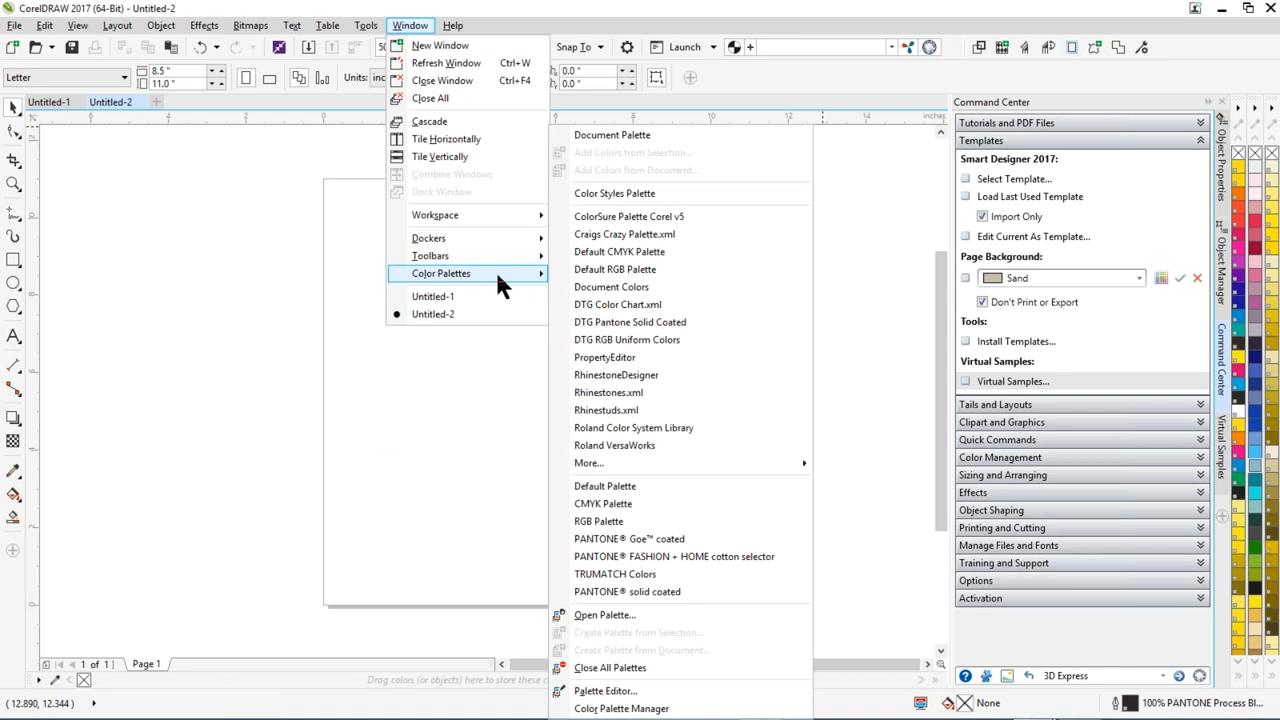 CorelDRAW 2017 (64-Bit) - Untitled-2
File Edit View Layout Object Effects Bitmaps Text Table Tools Window Help
Snap To Launch
Letter 8.5 " 11.0 " Units: 0.0 " 0.0 "
Untitled-1 Untitled-2
inches
New Window
Refresh Window Ctrl+W
Close Window Ctrl+F4
Close All
Cascade
Tile Horizontally
Tile Vertically
Combine Windows
Dock Window
Workspace
Dockers
Toolbars
Color Palettes
Untitled-1
Untitled-2
Document Palette
Add Colors from Selection...
Add Colors from Document...
Color Styles Palette
ColorSure Palette Corel v5
Craigs Crazy Palette.xml
Default CMYK Palette
Default RGB Palette
Document Colors
DTG Color Chart.xml
DTG Pantone Solid Coated
DTG RGB Uniform Colors
PropertyEditor
RhinestoneDesigner
Rhinestones.xml
Rhinestuds.xml
Roland Color System Library
Roland VersaWorks
More...
Default Palette
CMYK Palette
RGB Palette
PANTONE® Goe™ coated
PANTONE® FASHION + HOME cotton selector
TRUMATCH Colors
PANTONE® solid coated
Open Palette...
Create Palette from Selection...
Create Palette from Document...
Close All Palettes
Palette Editor...
Color Palette Manager
Command Center
Tutorials and PDF Files
Templates
Smart Designer 2017:
Select Template...
Load Last Used Template
Import Only
Edit Current As Template...
Page Background:
Sand
Don't Print or Export
Tools:
Install Templates...
Virtual Samples:
Virtual Samples...
Tails and Layouts
Clipart and Graphics
Quick Commands
Color Management
Sizing and Arranging
Effects
Object Shaping
Printing and Cutting
Manage Files and Fonts
Training and Support
Options
Activation
3D Express
Object Properties
Object Manager
Command Center
Virtual Samples
1 of 1 Page 1
Drag colors (or objects) here to store these c
( 12.890, 12.344 ) None 100% PANTONE Process Bl...